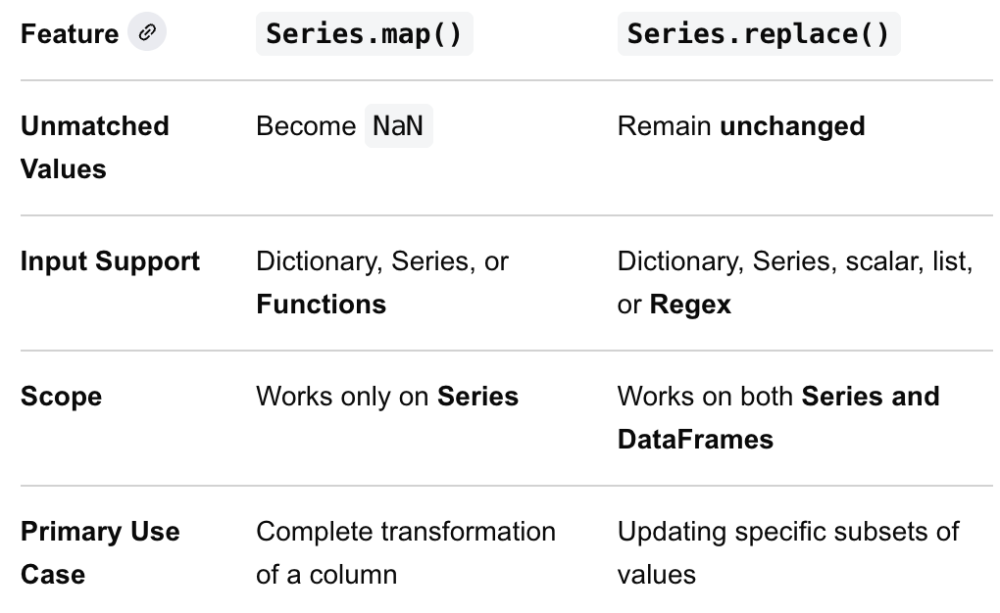 Feature Series.map() Series.replace()
Unmatched Become NaN Remain unchanged
Values
Input Support Dictionary, Series, or Dictionary, Series, scalar, list,
Functions or Regex
Scope Works only on Series Works on both Series and
DataFrames
Primary Use Complete transformation Updating specific subsets of
Case of a column values